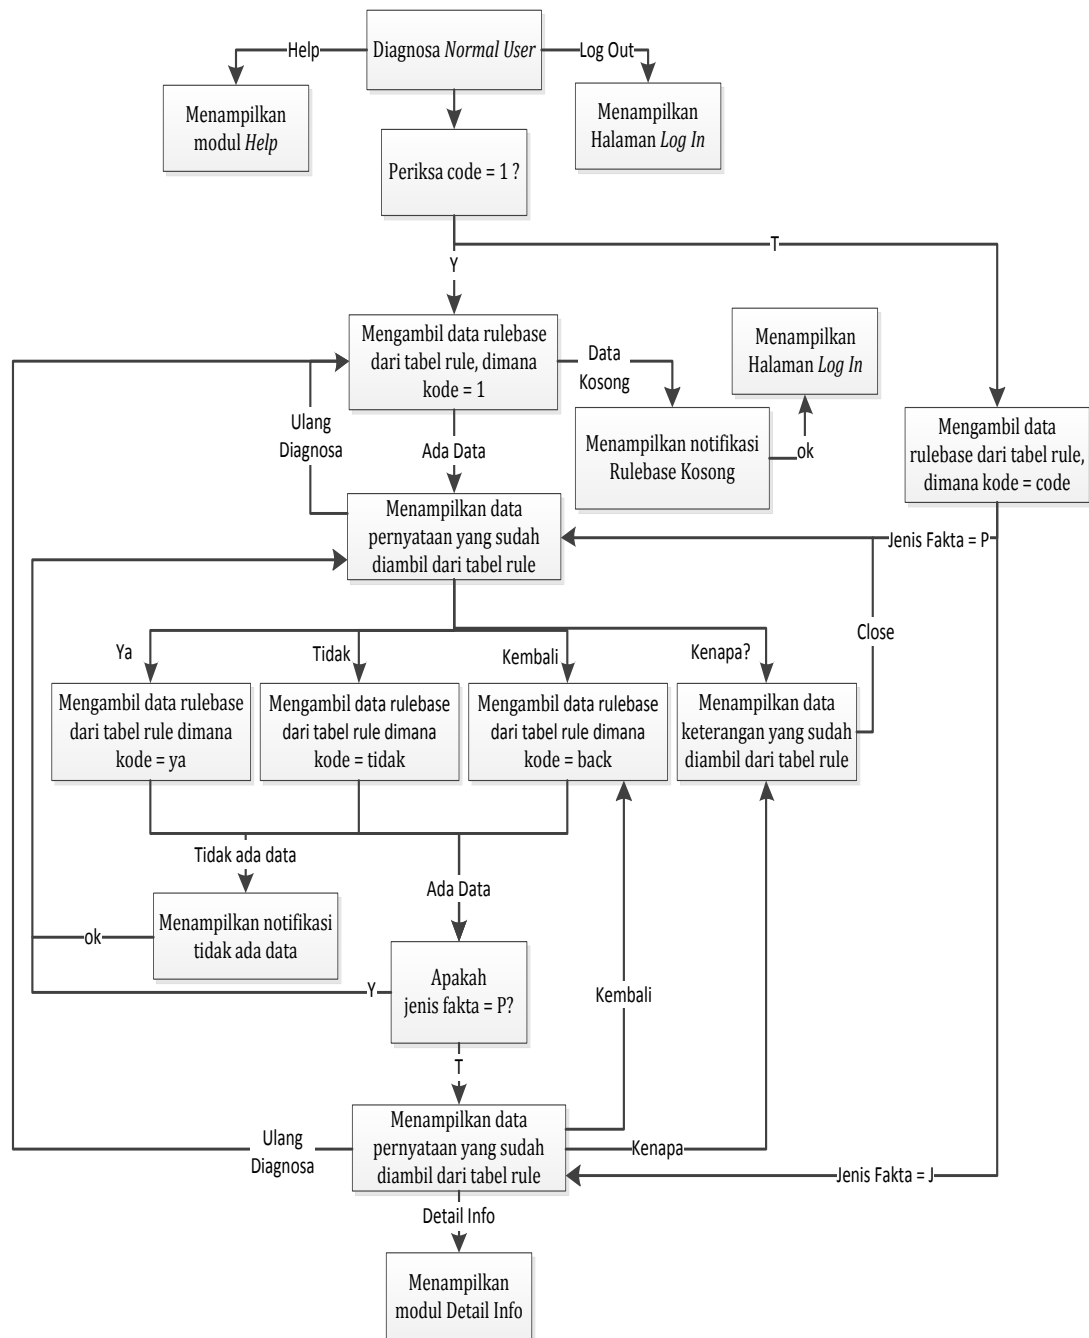 Help
Diagnosa Normal User
Log Out
Menampilkan
modul Help
Menampilkan
Halaman Log In
Periksa code = 1 ?
T
Y
Mengambil data rulebase
dari tabel rule, dimana
kode = 1
Data
Kosong
Menampilkan
Halaman Log In
Ulang
Diagnosa
Ada Data
Menampilkan notifikasi
Rulebase Kosong
ok
Mengambil data
rulebase dari tabel rule,
dimana kode = code
Menampilkan data
pernyataan yang sudah
diambil dari tabel rule
Jenis Fakta = P
Close
Ya
Tidak
Kembali
Kenapa?
Mengambil data rulebase
dari tabel rule dimana
kode = ya
Mengambil data rulebase
dari tabel rule dimana
kode = tidak
Mengambil data rulebase
dari tabel rule dimana
kode = back
Menampilkan data
keterangan yang sudah
diambil dari tabel rule
Tidak ada data
Ada Data
Menampilkan notifikasi
tidak ada data
ok
Apakah
jenis fakta = P?
Y
Kembali
T
Menampilkan data
pernyataan yang sudah
diambil dari tabel rule
Ulang
Diagnosa
Kenapa
Jenis Fakta = J
Detail Info
Menampilkan
modul Detail Info